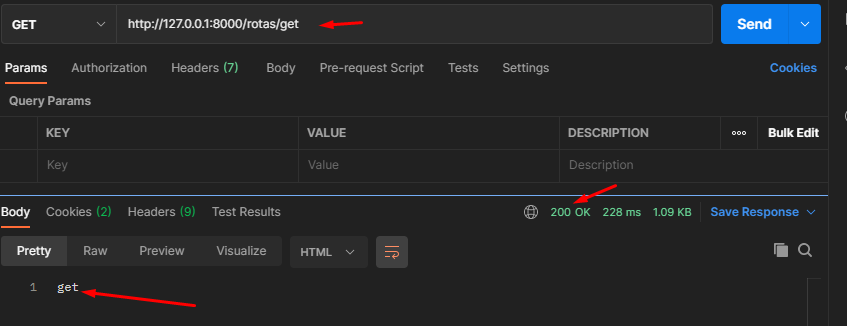 GET http://127.0.0.1:8000/rotas/get Send
Params Authorization Headers (7) Body Pre-request Script Tests Settings Cookies
Query Params
KEY VALUE DESCRIPTION ooo Bulk Edit
Key Value Description
Body Cookies (2) Headers (9) Test Results 200 OK 228 ms 1.09 KB Save Response
Pretty Raw Preview Visualize HTML
1 get